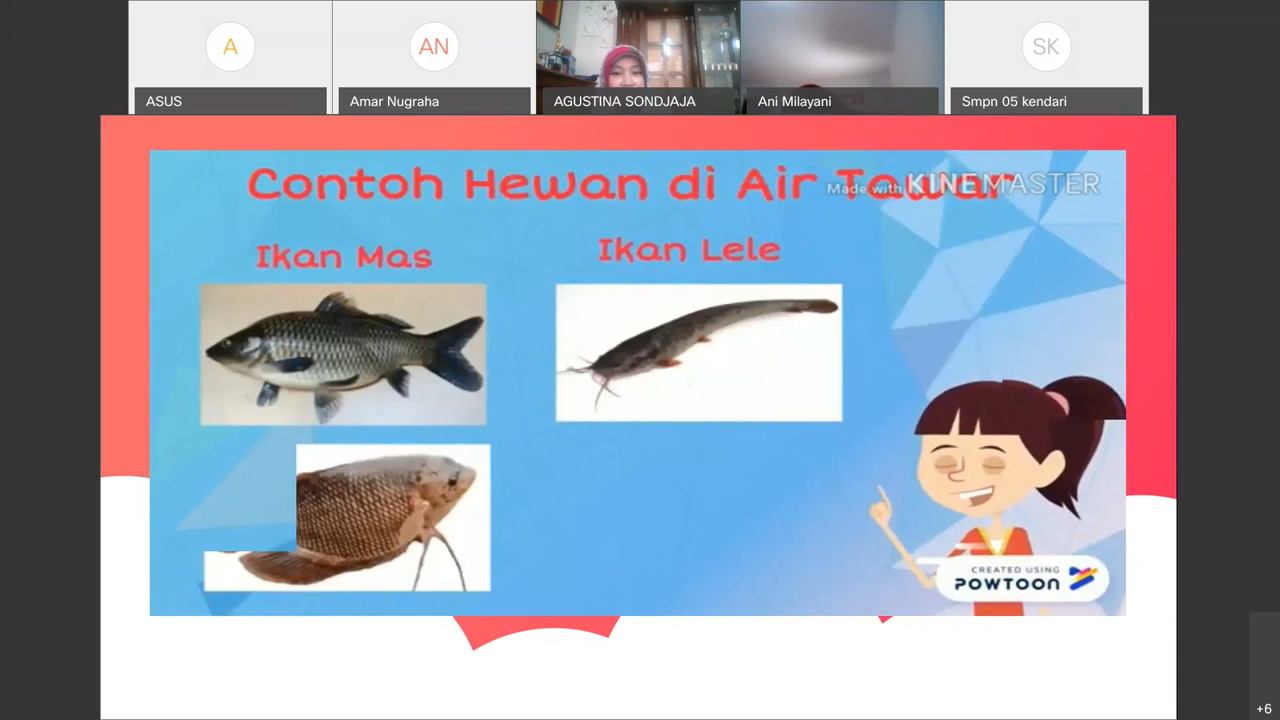 A
AN
SK
ASUS
Amar Nugraha
AGUSTINA SONDJAJA
Ani Milayani
Smpn 05 kendari
Contoh Hewan di Air Tawar
Made with KINEMASTER
Ikan Mas
Ikan Lele
CREATED USING
POWTOON
+6